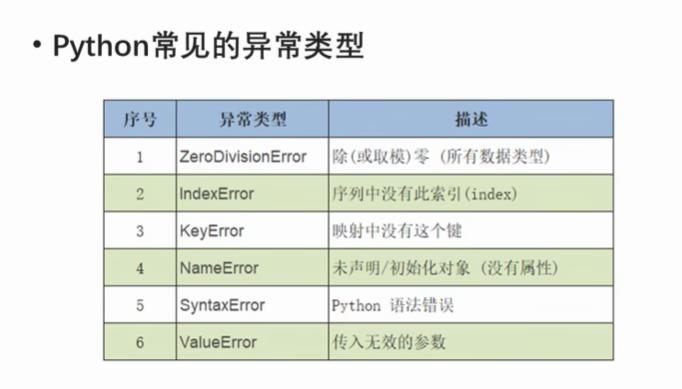 • Python常见的异常类型
序号 异常类型 描述
1 ZeroDivisionError 除(或取模)零 (所有数据类型)
2 IndexError 序列中没有此索引(index)
3 KeyError 映射中没有这个键
4 NameError 未声明/初始化对象 (没有属性)
5 SyntaxError Python 语法错误
6 ValueError 传入无效的参数